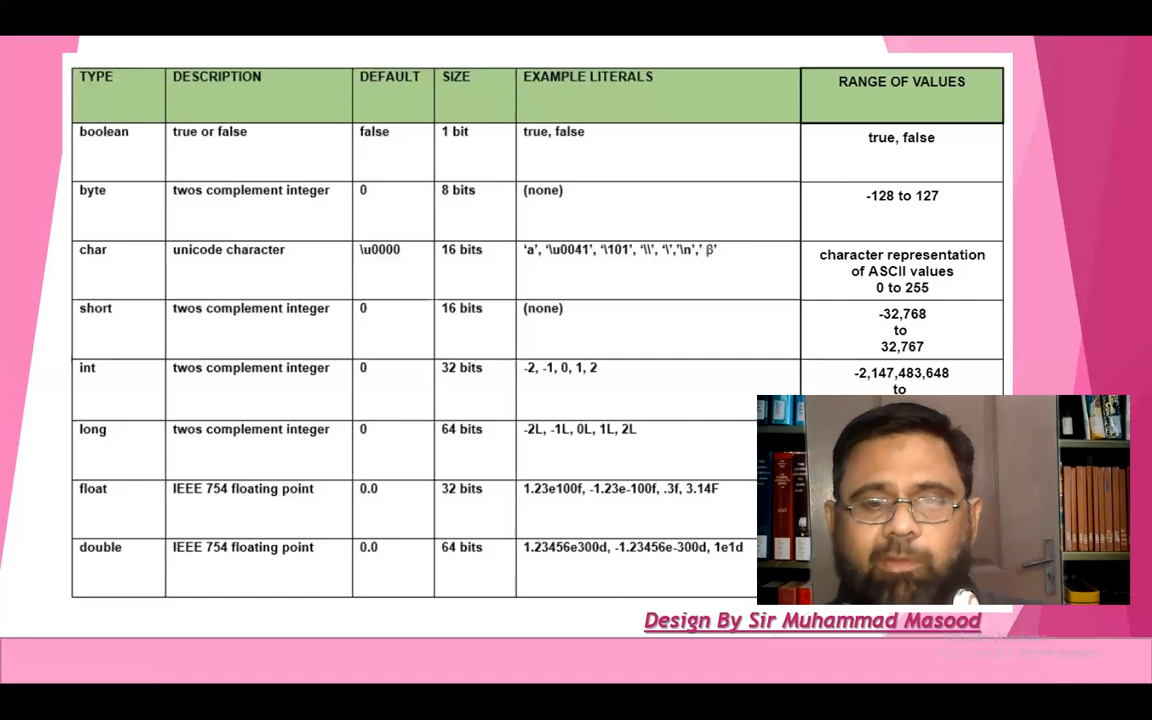 TYPE DESCRIPTION DEFAULT SIZE EXAMPLE LITERALS RANGE OF VALUES
boolean true or false false 1 bit true, false true, false
byte twos complement integer 0 8 bits (none) -128 to 127
char unicode character \u0000 16 bits ‘a’, ‘\u0041’, ‘\101’, ‘\\’, ‘\’,’\n’,’ β’ character representation
of ASCII values
0 to 255
short twos complement integer 0 16 bits (none) -32,768
to
32,767
int twos complement integer 0 32 bits -2, -1, 0, 1, 2 -2,147,483,648
to
long twos complement integer 0 64 bits -2L, -1L, 0L, 1L, 2L
float IEEE 754 floating point 0.0 32 bits 1.23e100f, -1.23e-100f, .3f, 3.14F
double IEEE 754 floating point 0.0 64 bits 1.23456e300d, -1.23456e-300d, 1e1d
Design By Sir Muhammad Masood